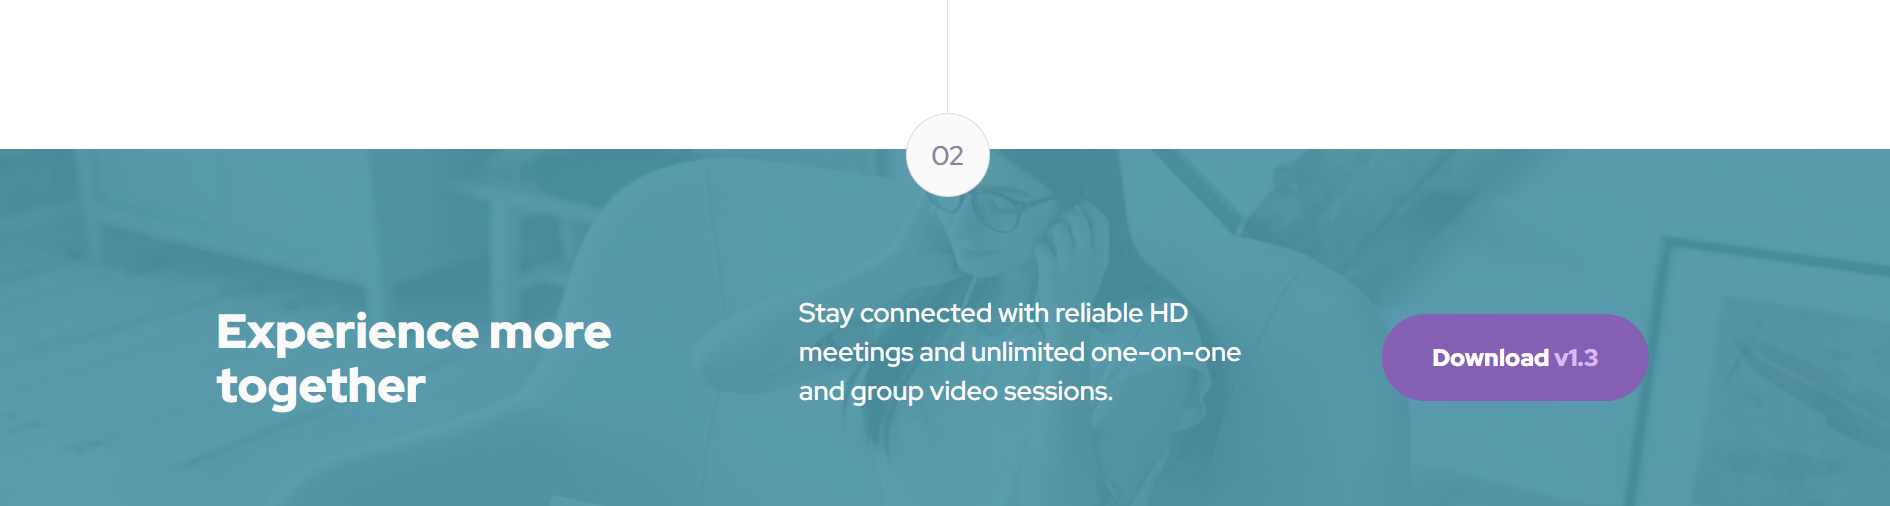 02
Experience more
together
Stay connected with reliable HD
meetings and unlimited one-on-one
and group video sessions.
Download v1.3